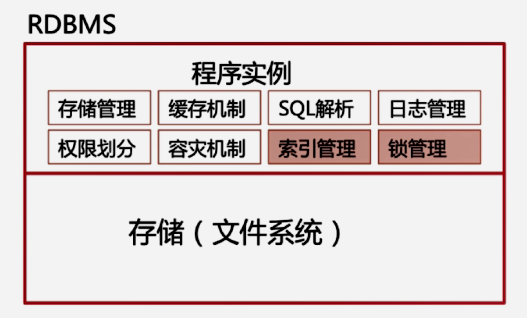 RDBMS
程序实例
存储管理 缓存机制 SQL解析 日志管理
权限划分 容灾机制 索引管理 锁管理
存储（文件系统）